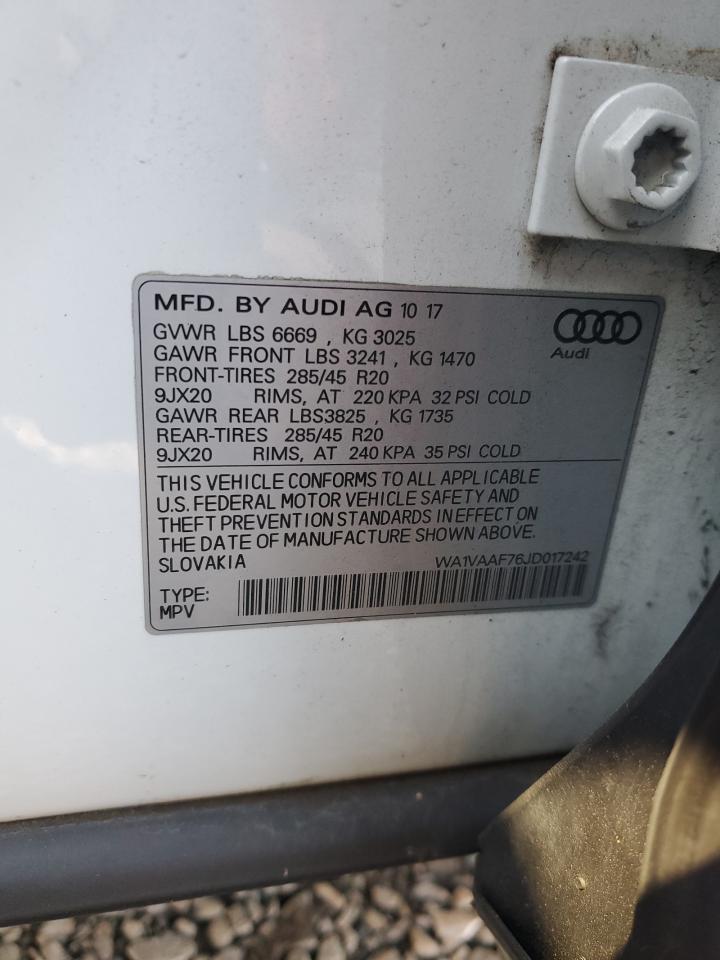 MFD. BY AUDI AG 10 17
GVWR LBS 6669 , KG 3025
GAWR FRONT LBS 3241 , KG 1470
FRONT-TIRES 285/45 R20
9JX20 RIMS, AT 220 KPA 32 PSI COLD
GAWR REAR LBS3825 , KG 1735
REAR-TIRES 285/45 R20
9JX20 RIMS, AT 240 KPA 35 PSI COLD
Audi
THIS VEHICLE CONFORMS TO ALL APPLICABLE
U.S. FEDERAL MOTOR VEHICLE SAFETY AND
THEFT PREVENTION STANDARDS IN EFFECT ON
THE DATE OF MANUFACTURE SHOWN ABOVE.
SLOVAKIA WA1VAAF76JD017242
TYPE:
MPV